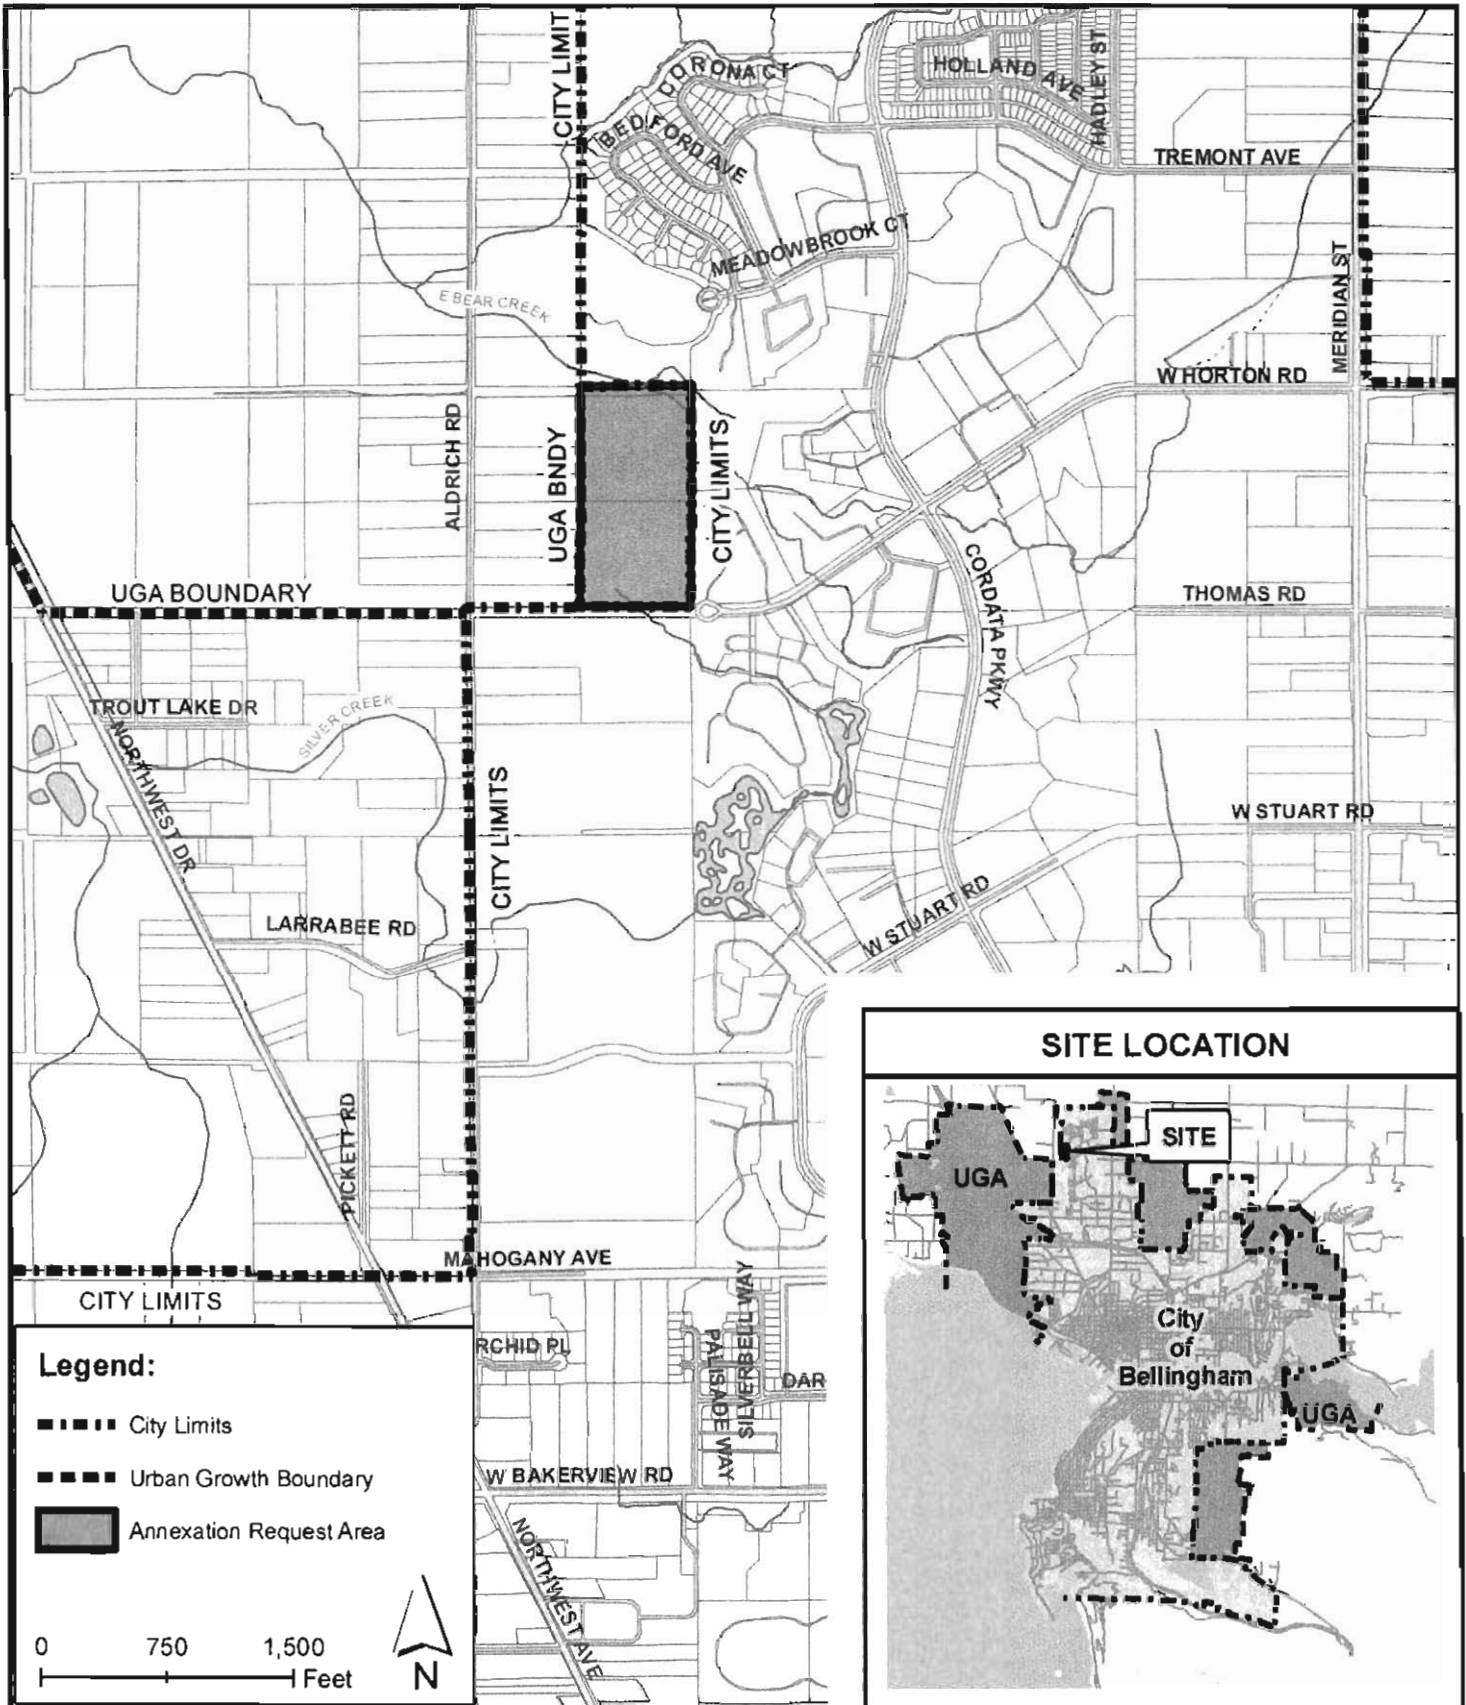 CITY LIMIT
CORONA CT
HOLLAND AVE
HADLEY ST
BEDFORD AVE
TREMONT AVE
MEADOWBROOK CT
MERIDIAN ST
E BEAR CREEK
W HORTON RD
ALDRICH RD
UGA BNDY
CITY LIMITS
CORDATA PKWY
UGA BOUNDARY
THOMAS RD
TROUT LAKE DR
SILVER CREEK
NORTHWEST DR
CITY LIMITS
W STUART RD
W STUART RD
LARRABEE RD
PICKETT RD
MAHOGANY AVE
CITY LIMITS
RCHID PL
PALISADE WAY
SILVERBELL WAY
DAR
W BAKERVIEW RD
NORTHWEST AVE
Legend:
City Limits
Urban Growth Boundary
Annexation Request Area
0 750 1,500
Feet
N
SITE LOCATION
SITE
UGA
City
of
Bellingham
UGA